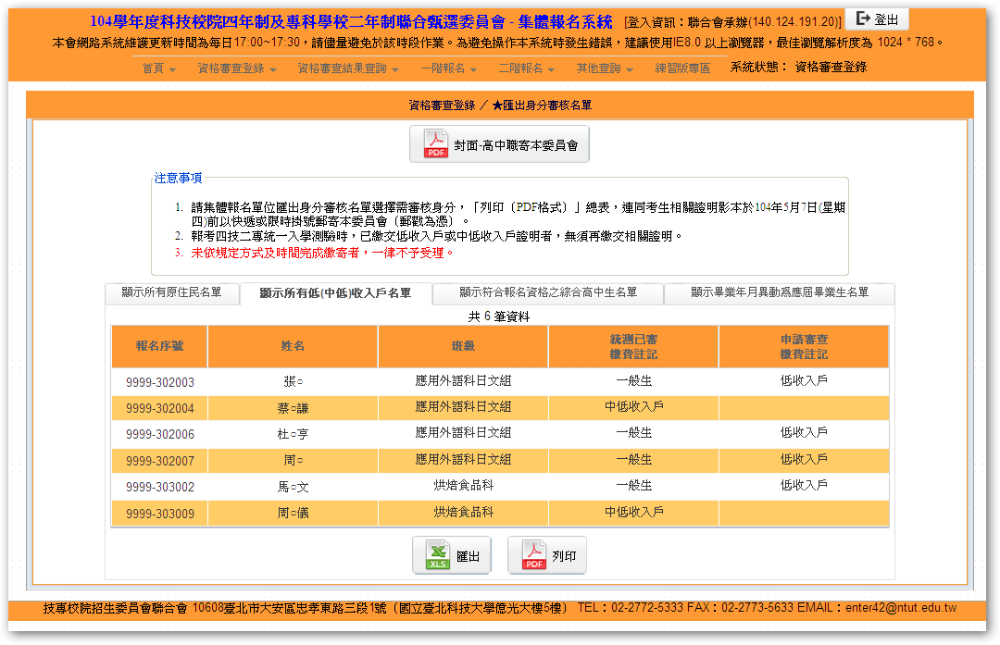 104學年度科技校院四年制及專科學校二年制聯合甄選委員會 - 集體報名系統 [登入資訊：聯合會承辦(140.124.191.20)] 登出
本會網路系統維護更新時間為每日17:00~17:30，請儘量避免於該時段作業。為避免操作本系統時發生錯誤，建議使用IE8.0 以上瀏覽器，最佳瀏覽解析度為 1024 * 768。
首頁 資格審查登錄 資格審查結果查詢 一階報名 二階報名 其他查詢 練習版專區 系統狀態： 資格審查登錄
資格審查登錄 ／ ★匯出身分審核名單
封面-高中職寄本委員會
注意事項
1. 請集體報名單位匯出身分審核名單選擇需審核身分，「列印〔PDF格式〕」總表，連同考生相關證明影本於104年5月7日(星期
四)前以快遞或限時掛號郵寄本委員會〔郵戳為憑〕。
2. 報考四技二專統一入學測驗時，已繳交低收入戶或中低收入戶證明者，無須再繳交相關證明。
3. 未依規定方式及時間完成繳寄者，一律不予受理。
顯示所有原住民名單 顯示所有低(中低)收入戶名單 顯示符合報名資格之綜合高中生名單 顯示畢業年月異動為應屆畢業生名單
共 6 筆資料
報名序號 姓名 班級 統測已審繳費註記 申請審查繳費註記
9999-302003 張○ 應用外語科日文組 一般生 低收入戶
9999-302004 蔡○謙 應用外語科日文組 中低收入戶
9999-302006 杜○亨 應用外語科日文組 一般生 低收入戶
9999-302007 周○ 應用外語科日文組 一般生 低收入戶
9999-303002 馬○文 烘焙食品科 一般生 低收入戶
9999-303009 周○儀 烘焙食品科 中低收入戶
XLS 匯出 PDF 列印
技專校院招生委員會聯合會 10608臺北市大安區忠孝東路三段1號〔國立臺北科技大學億光大樓5樓〕 TEL：02-2772-5333 FAX：02-2773-5633 EMAIL：enter42@ntut.edu.tw